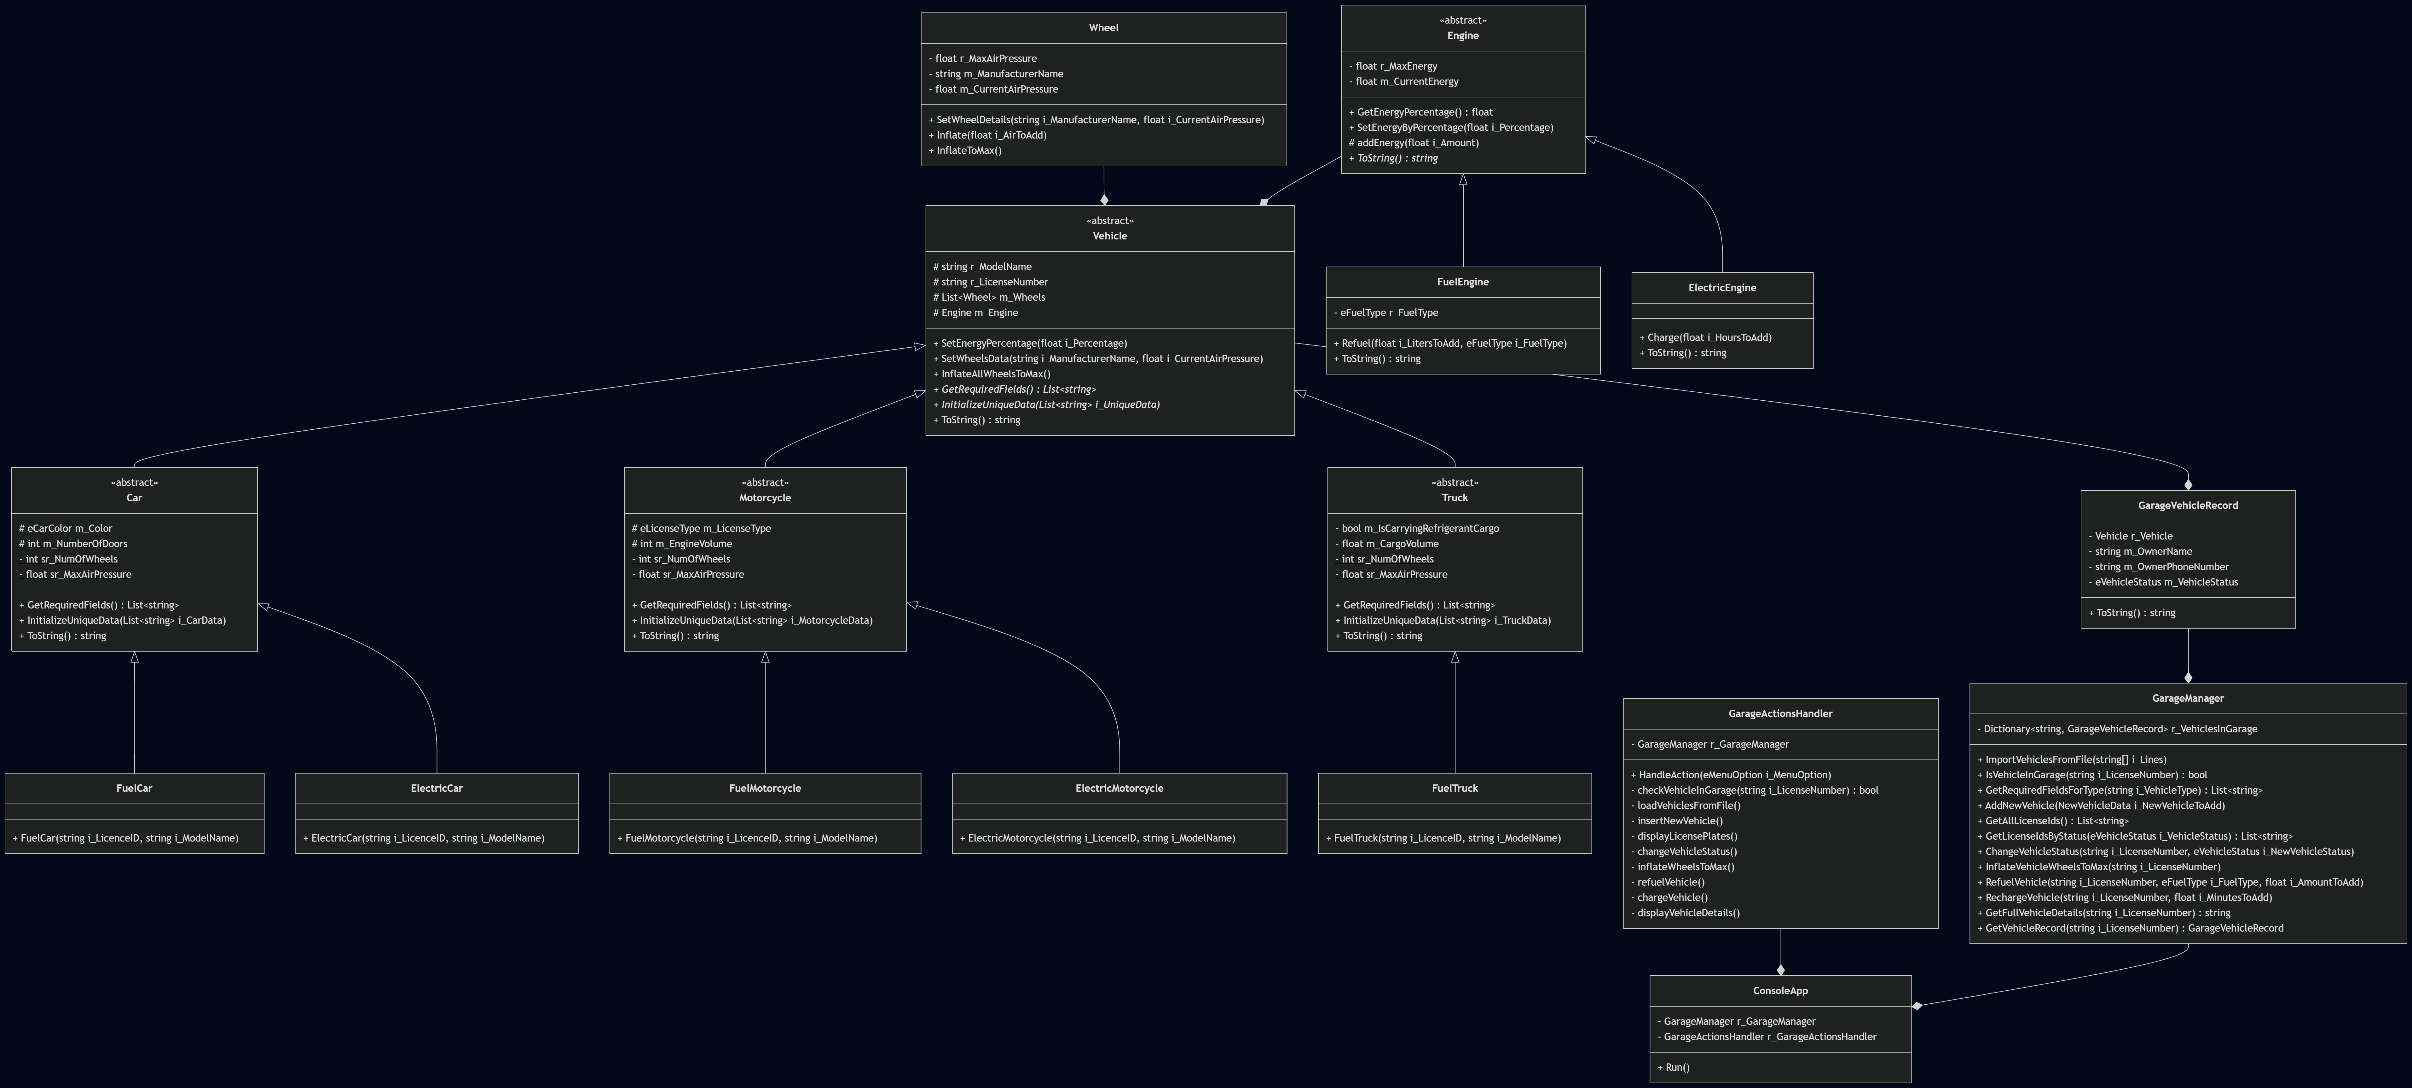 Wheel
- float r_MaxAirPressure
- string m_ManufacturerName
- float m_CurrentAirPressure
+ SetWheelDetails(string i_ManufacturerName, float i_CurrentAirPressure)
+ Inflate(float i_AirToAdd)
+ InflateToMax()
«abstract»
Engine
- float r_MaxEnergy
- float m_CurrentEnergy
+ GetEnergyPercentage() : float
+ SetEnergyByPercentage(float i_Percentage)
# addEnergy(float i_Amount)
+ ToString() : string
«abstract»
Vehicle
# string r_ModelName
# string r_LicenseNumber
# List<Wheel> m_Wheels
# Engine m_Engine
+ SetEnergyPercentage(float i_Percentage)
+ SetWheelsData(string i_ManufacturerName, float i_CurrentAirPressure)
+ InflateAllWheelsToMax()
+ GetRequiredFields() : List<string>
+ InitializeUniqueData(List<string> i_UniqueData)
+ ToString() : string
FuelEngine
- eFuelType r_FuelType
+ Refuel(float i_LitersToAdd, eFuelType i_FuelType)
+ ToString() : string
ElectricEngine
+ Charge(float i_HoursToAdd)
+ ToString() : string
«abstract»
Car
# eCarColor m_Color
# int m_NumberOfDoors
- int sr_NumOfWheels
- float sr_MaxAirPressure
+ GetRequiredFields() : List<string>
+ InitializeUniqueData(List<string> i_CarData)
+ ToString() : string
«abstract»
Motorcycle
# eLicenseType m_LicenseType
# int m_EngineVolume
- int sr_NumOfWheels
- float sr_MaxAirPressure
+ GetRequiredFields() : List<string>
+ InitializeUniqueData(List<string> i_MotorcycleData)
+ ToString() : string
«abstract»
Truck
- bool m_IsCarryingRefrigerantCargo
- float m_CargoVolume
- int sr_NumOfWheels
- float sr_MaxAirPressure
+ GetRequiredFields() : List<string>
+ InitializeUniqueData(List<string> i_TruckData)
+ ToString() : string
GarageVehicleRecord
- Vehicle r_Vehicle
- string m_OwnerName
- string m_OwnerPhoneNumber
- eVehicleStatus m_VehicleStatus
+ ToString() : string
FuelCar
+ FuelCar(string i_LicenceID, string i_ModelName)
ElectricCar
+ ElectricCar(string i_LicenceID, string i_ModelName)
FuelMotorcycle
+ FuelMotorcycle(string i_LicenceID, string i_ModelName)
ElectricMotorcycle
+ ElectricMotorcycle(string i_LicenceID, string i_ModelName)
FuelTruck
+ FuelTruck(string i_LicenceID, string i_ModelName)
GarageActionsHandler
- GarageManager r_GarageManager
+ HandleAction(eMenuOption i_MenuOption)
- checkVehicleInGarage(string i_LicenseNumber) : bool
- loadVehiclesFromFile()
- insertNewVehicle()
- displayLicensePlates()
- changeVehicleStatus()
- inflateWheelsToMax()
- refuelVehicle()
- chargeVehicle()
- displayVehicleDetails()
GarageManager
- Dictionary<string, GarageVehicleRecord> r_VehiclesInGarage
+ ImportVehiclesFromFile(string[] i_Lines)
+ IsVehicleInGarage(string i_LicenseNumber) : bool
+ GetRequiredFieldsForType(string i_VehicleType) : List<string>
+ AddNewVehicle(NewVehicleData i_NewVehicleToAdd)
+ GetAllLicenseIds() : List<string>
+ GetLicenseIdsByStatus(eVehicleStatus i_VehicleStatus) : List<string>
+ ChangeVehicleStatus(string i_LicenseNumber, eVehicleStatus i_NewVehicleStatus)
+ InflateVehicleWheelsToMax(string i_LicenseNumber)
+ RefuelVehicle(string i_LicenseNumber, eFuelType i_FuelType, float i_AmountToAdd)
+ RechargeVehicle(string i_LicenseNumber, float i_MinutesToAdd)
+ GetFullVehicleDetails(string i_LicenseNumber) : string
+ GetVehicleRecord(string i_LicenseNumber) : GarageVehicleRecord
ConsoleApp
- GarageManager r_GarageManager
- GarageActionsHandler r_GarageActionsHandler
+ Run()